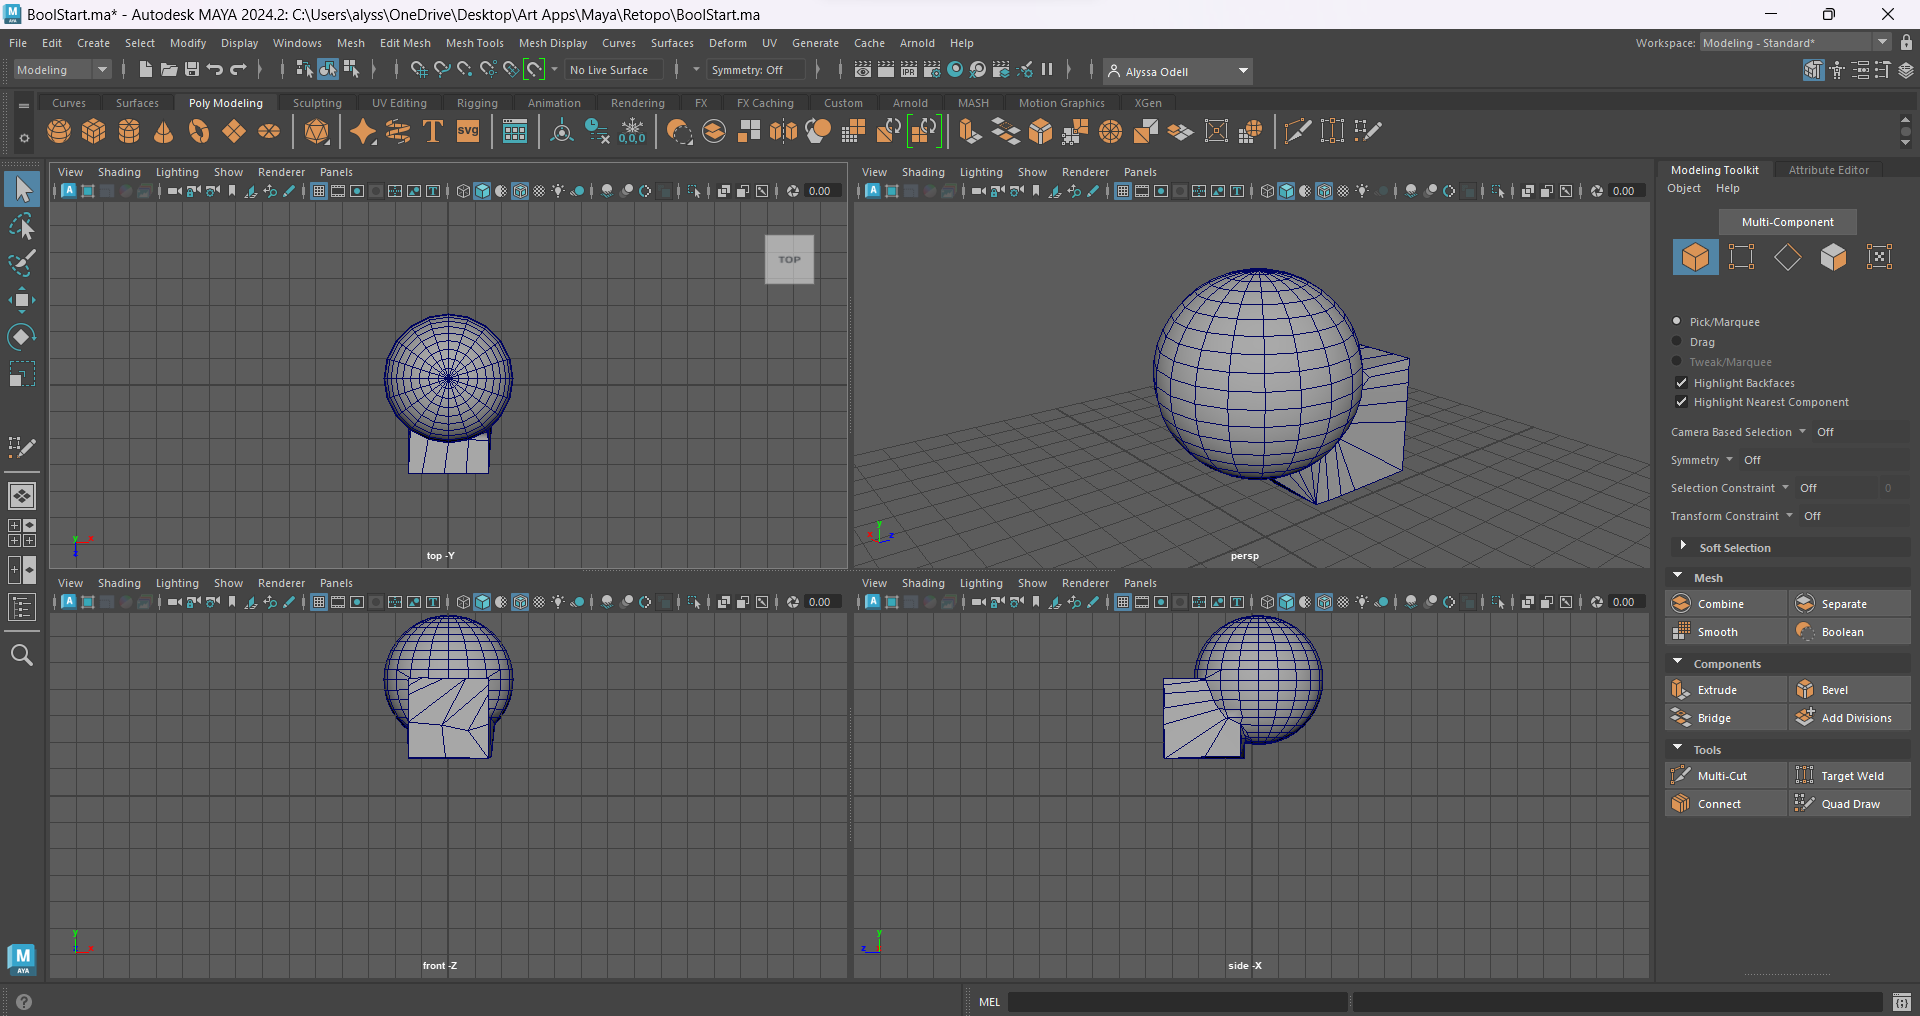 BoolStart.ma* - Autodesk MAYA 2024.2: C:\Users\alyss\OneDrive\Desktop\Art Apps\Maya\Retopo\BoolStart.ma
File Edit Create Select Modify Display Windows Mesh Edit Mesh Mesh Tools Mesh Display Curves Surfaces Deform UV Generate Cache Arnold Help Workspace: Modeling - Standard*
Modeling No Live Surface Symmetry: Off IPR Alyssa Odell
Curves Surfaces Poly Modeling Sculpting UV Editing Rigging Animation Rendering FX FX Caching Custom Arnold MASH Motion Graphics XGen
T SVG 0,0,0
View Shading Lighting Show Renderer Panels
0.00
TOP
y x z
top -Y
View Shading Lighting Show Renderer Panels
0.00
y x z
persp
View Shading Lighting Show Renderer Panels
0.00
y z x
front -Z
View Shading Lighting Show Renderer Panels
0.00
y z
side -X
Modeling Toolkit Attribute Editor
Object Help
Multi-Component
Pick/Marquee
Drag
Tweak/Marquee
Highlight Backfaces
Highlight Nearest Component
Camera Based Selection Off
Symmetry Off
Selection Constraint Off 0
Transform Constraint Off
Soft Selection
Mesh
Combine Separate
Smooth Boolean
Components
Extrude Bevel
Bridge Add Divisions
Tools
Multi-Cut Target Weld
Connect Quad Draw
M
AYA
MEL